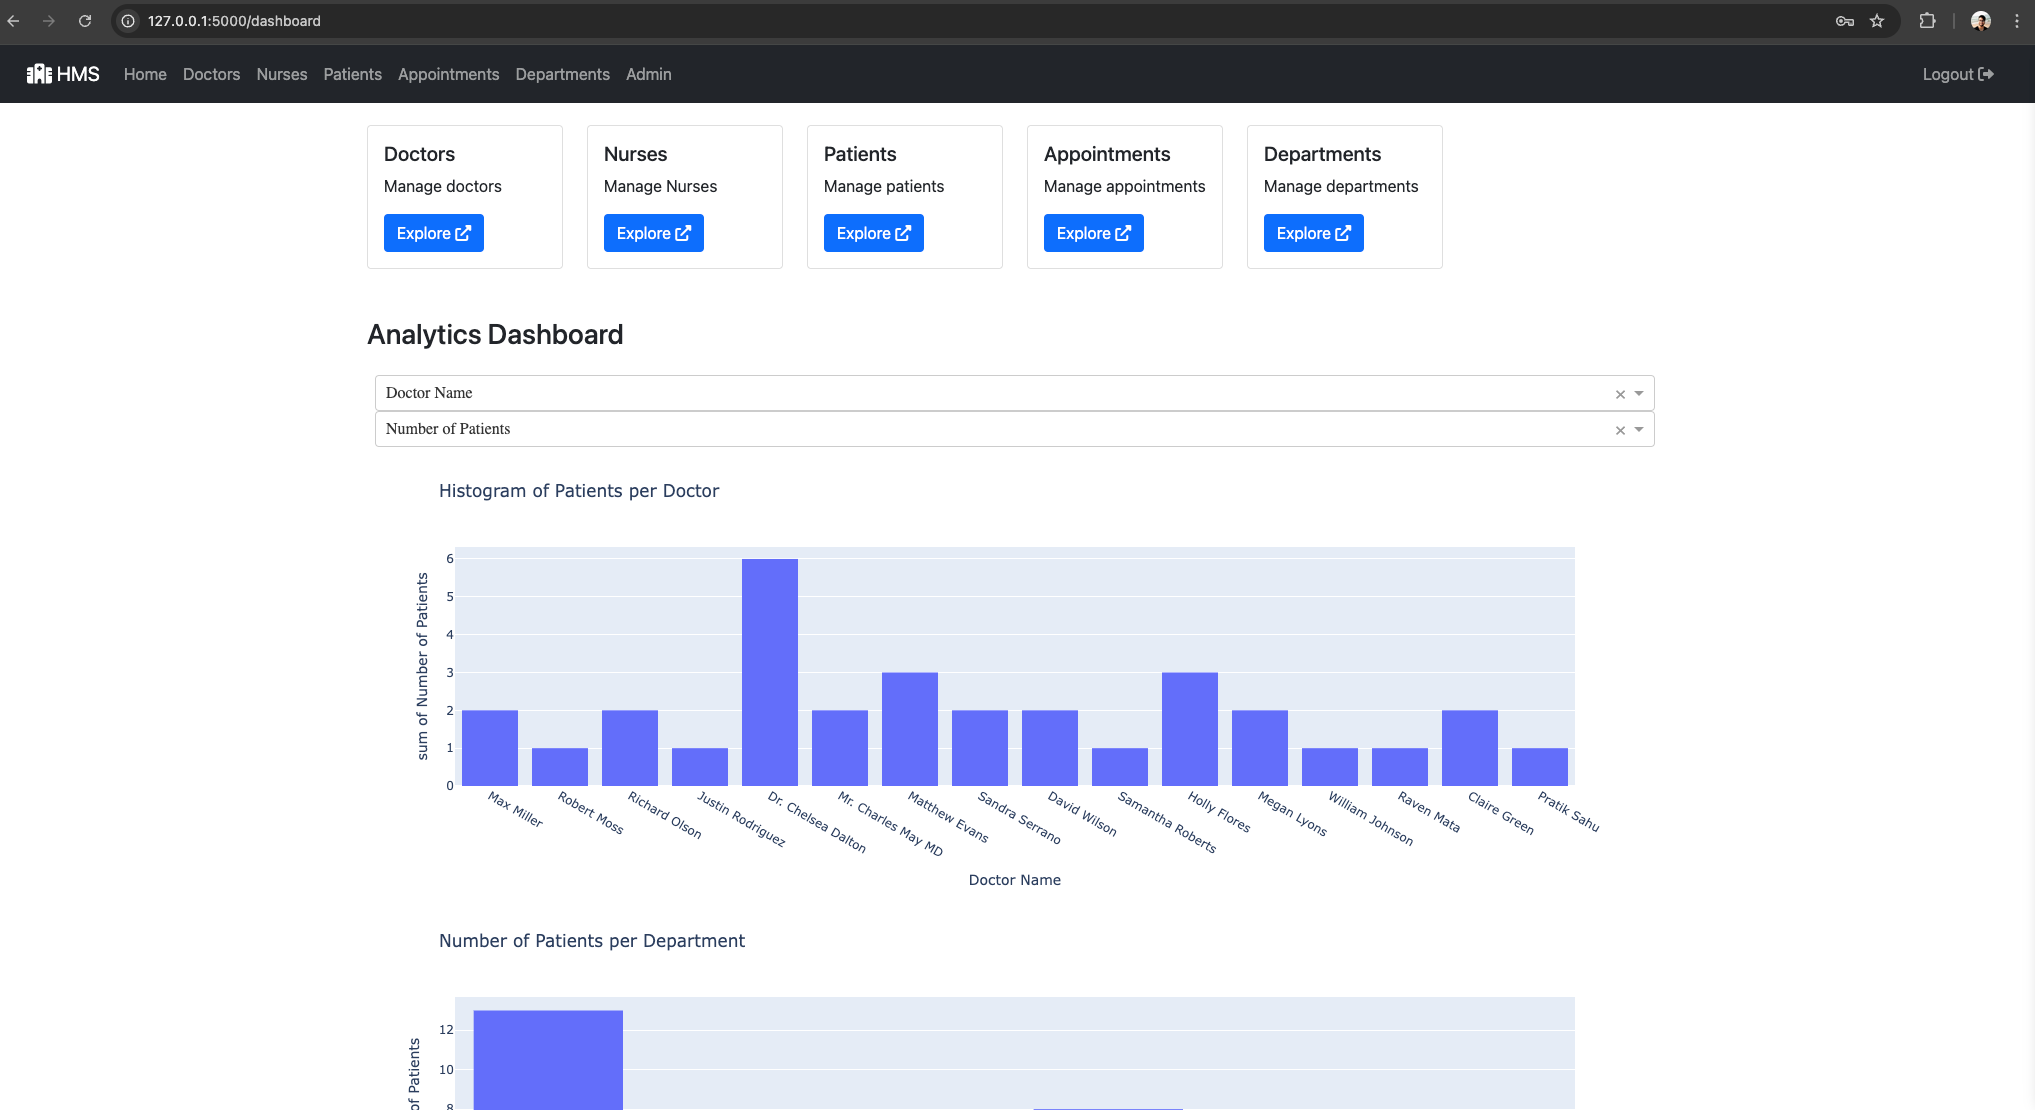 127.0.0.1:5000/dashboard
HMS Home Doctors Nurses Patients Appointments Departments Admin Logout
Doctors Nurses Patients Appointments Departments
Manage doctors Manage Nurses Manage patients Manage appointments Manage departments
Explore Explore Explore Explore Explore
Analytics Dashboard
Doctor Name
Number of Patients
Histogram of Patients per Doctor
sum of Number of Patients
6
5
4
3
2
1
0
Max Miller
Robert Moss
Richard Olson
Justin Rodriguez
Dr. Chelsea Dalton
Mr. Charles May MD
Matthew Evans
Sandra Serrano
David Wilson
Samantha Roberts
Holly Flores
Megan Lyons
William Johnson
Raven Mata
Claire Green
Pratik Sahu
Doctor Name
Number of Patients per Department
of Patients
12
10
8